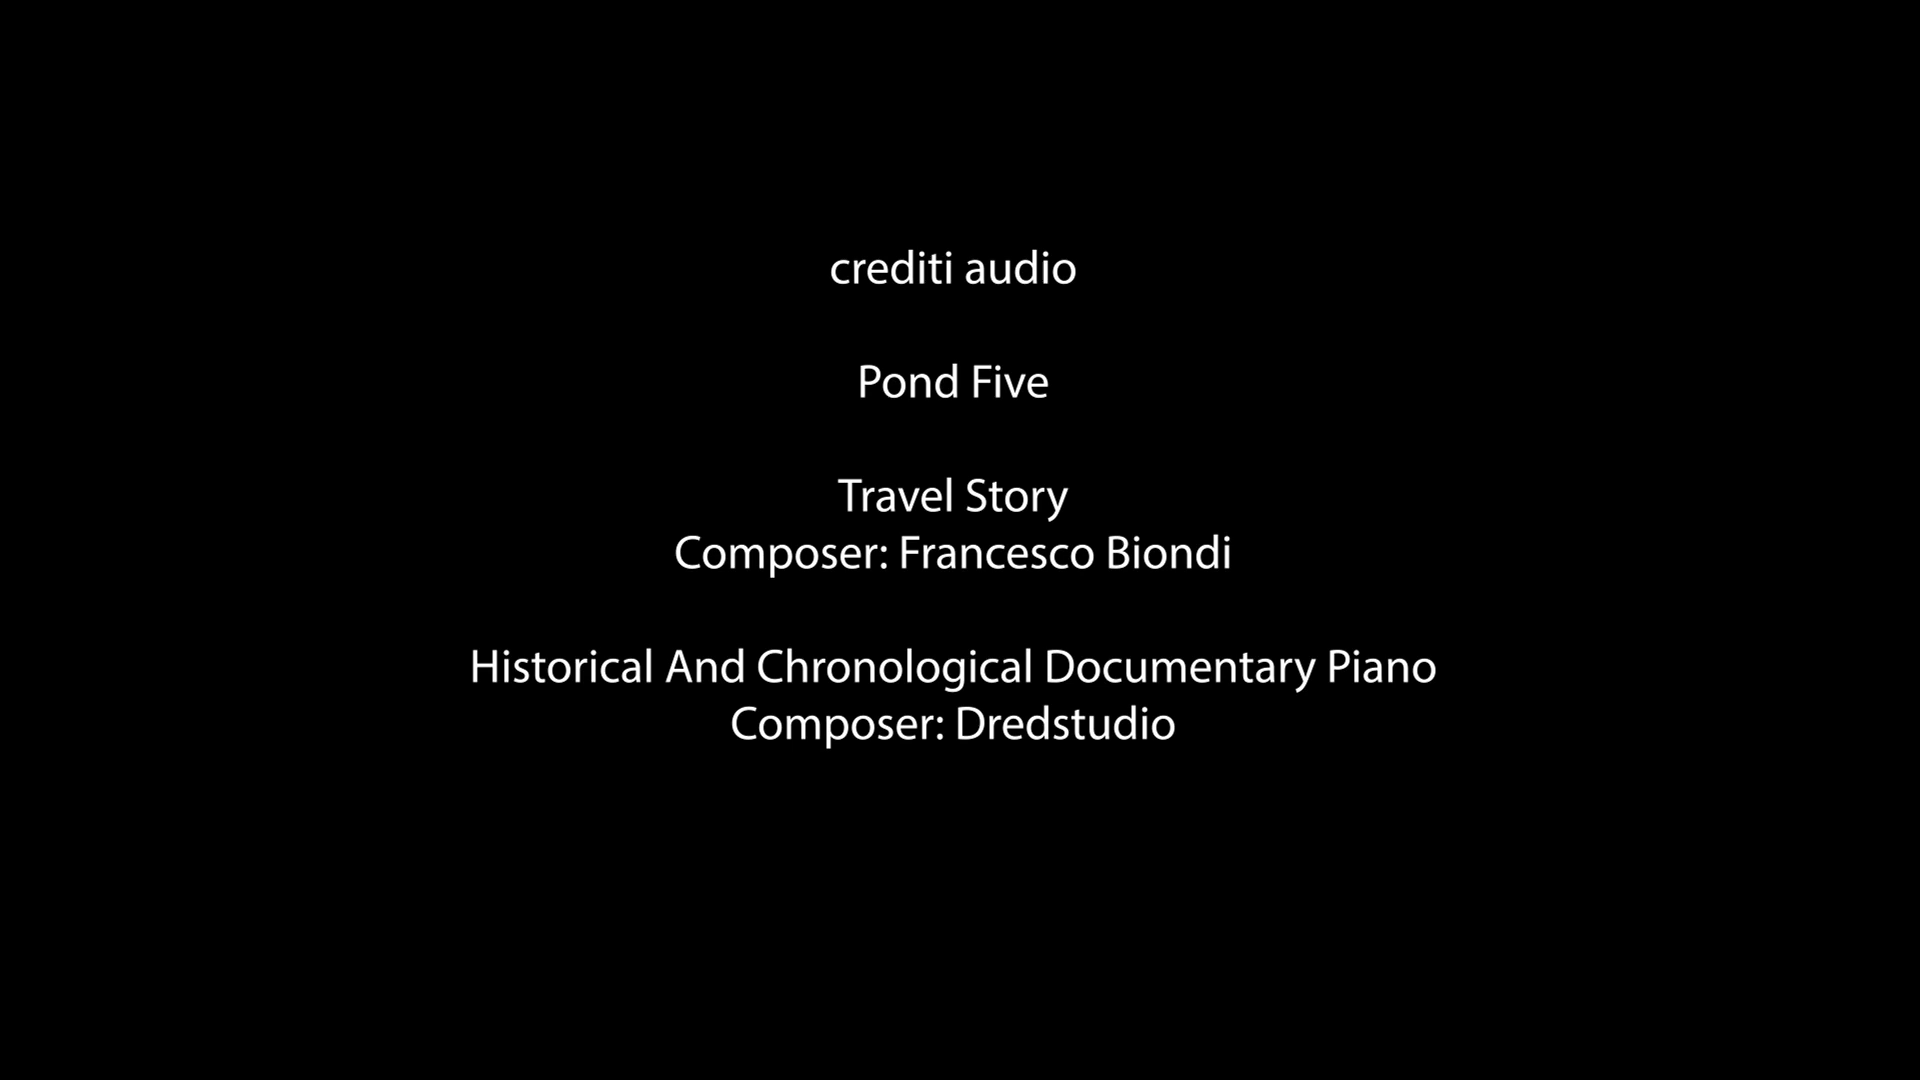 crediti audio
Pond Five
Travel Story
Composer: Francesco Biondi
Historical And Chronological Documentary Piano
Composer: Dredstudio